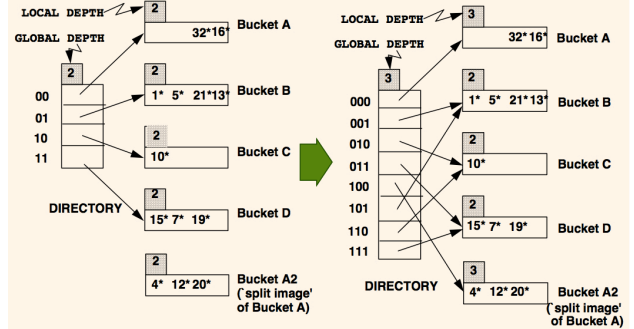 LOCAL DEPTH
GLOBAL DEPTH
2
32* 16*
Bucket A
2
00
01
10
11
2
1* 5* 21* 13*
Bucket B
2
10*
Bucket C
DIRECTORY
2
15* 7* 19*
Bucket D
2
4* 12* 20*
Bucket A2
(`split image'
of Bucket A)
LOCAL DEPTH
GLOBAL DEPTH
3
32* 16*
Bucket A
3
000
001
010
011
100
101
110
111
2
1* 5* 21* 13*
Bucket B
2
10*
Bucket C
2
15* 7* 19*
Bucket D
DIRECTORY
3
4* 12* 20*
Bucket A2
(`split image'
of Bucket A)